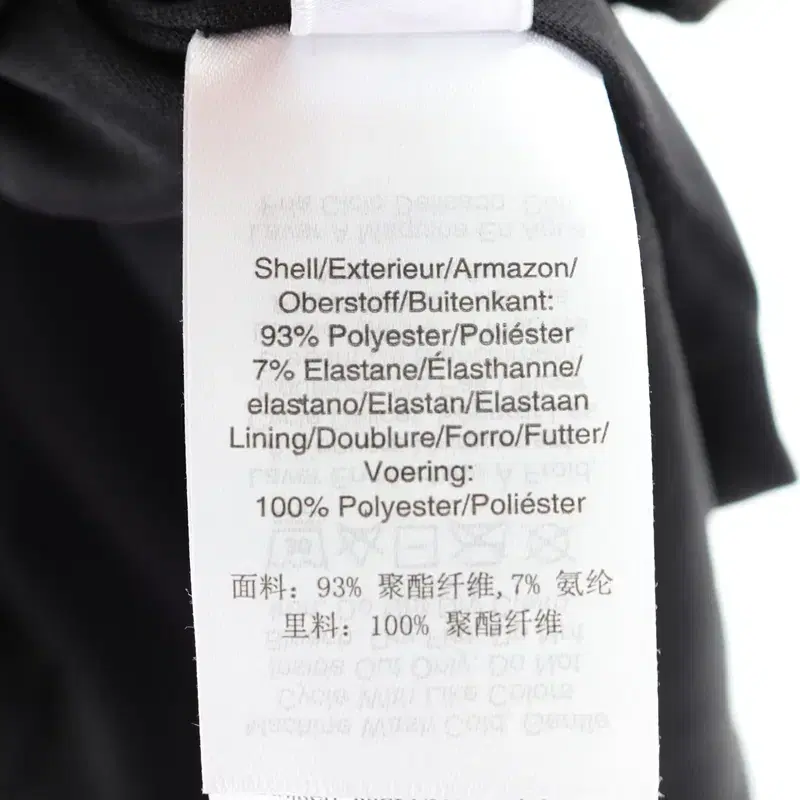 Shell/Exterieur/Armazon/
Oberstoff/Buitenkant:
93% Polyester/Poliéster
7% Elastane/Élasthanne/
elastano/Elastan/Elastaan
Lining/Doublure/Forro/Futter/
Voering:
100% Polyester/Poliéster
面料: 93% 聚酯纤维,7% 氨纶
里料: 100% 聚酯纤维